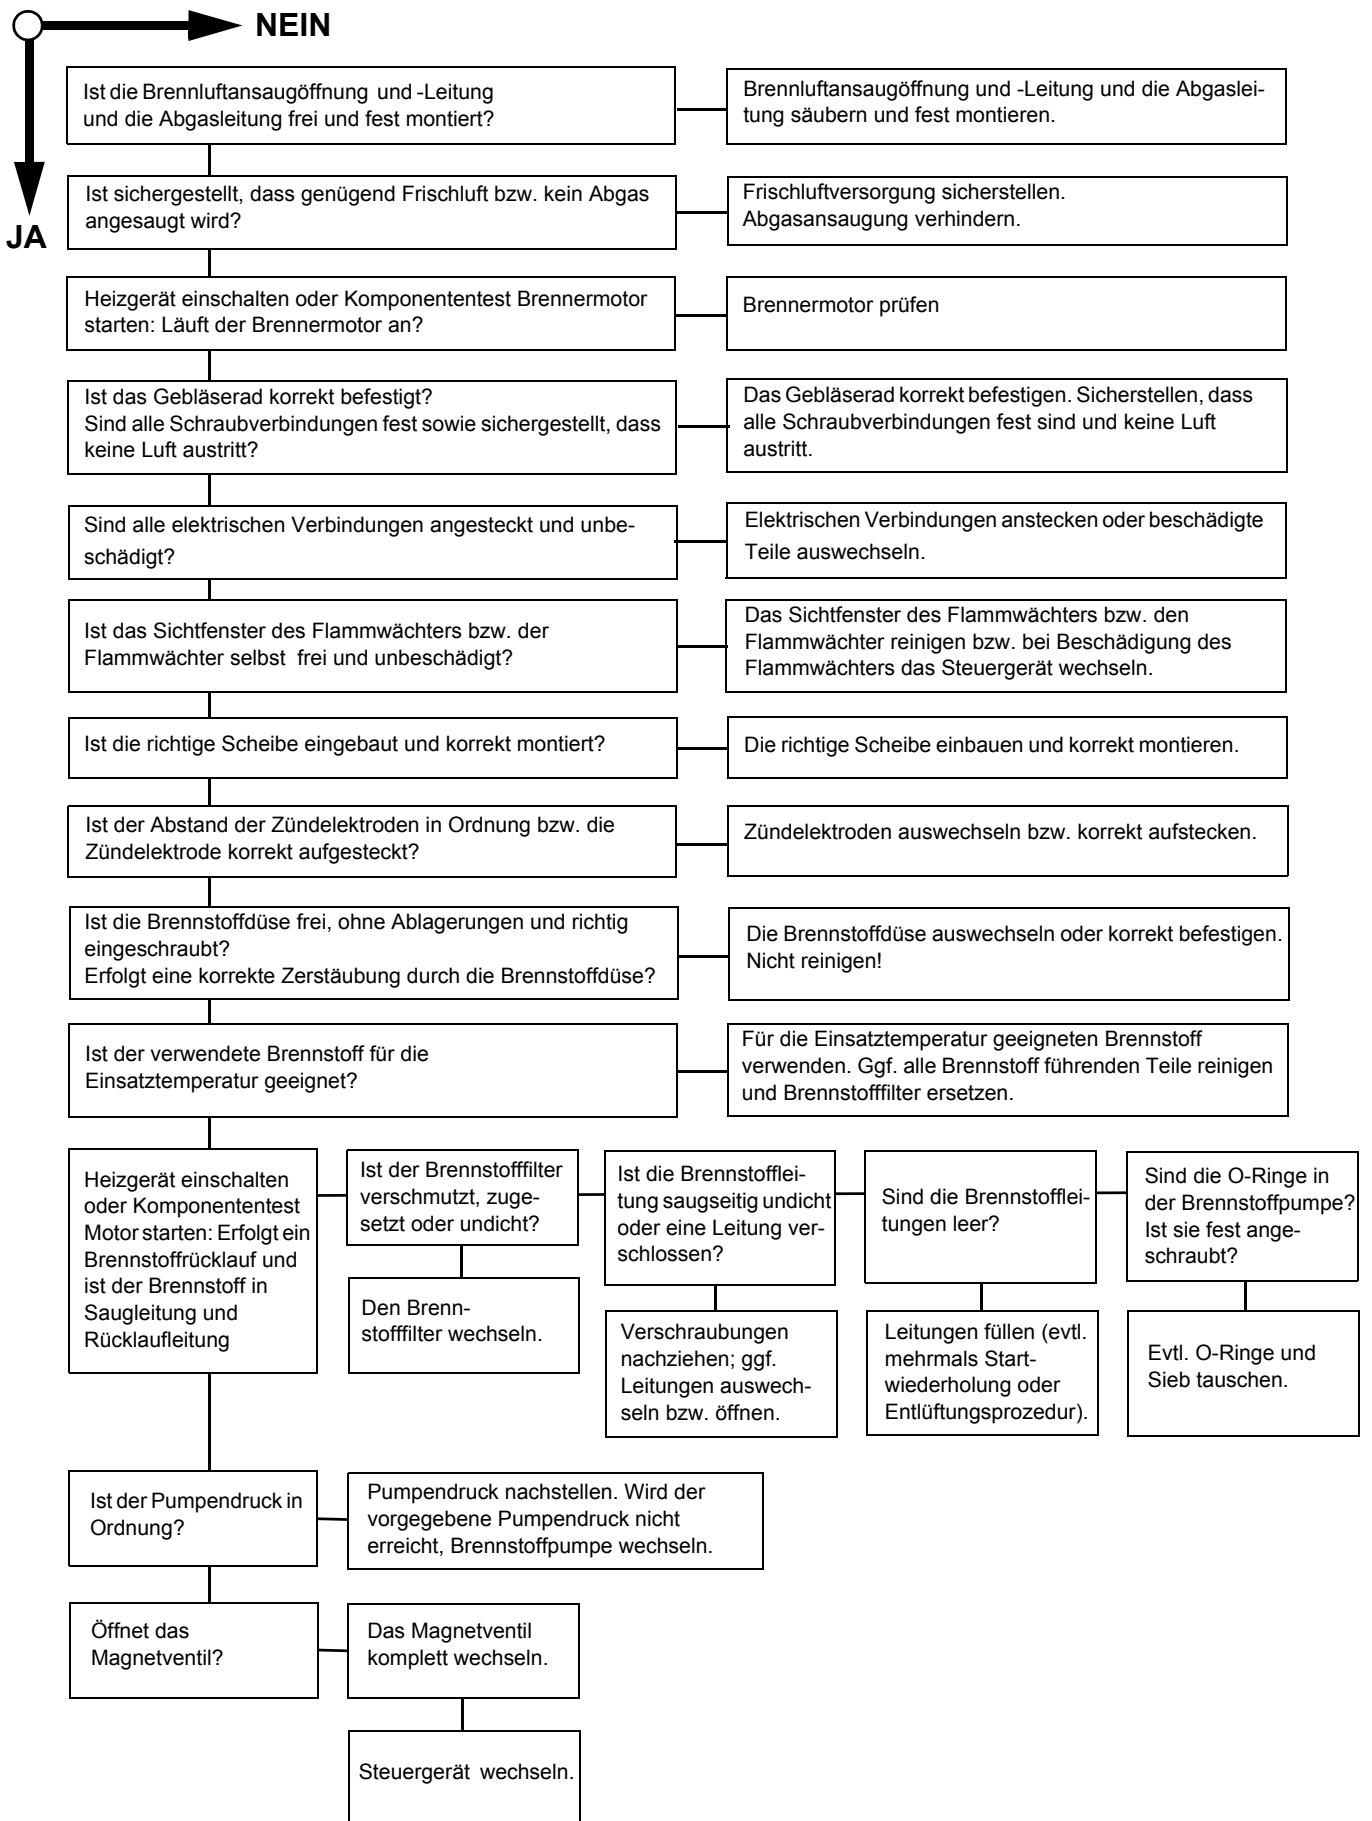 NEIN
JA
Ist die Brennluftansaugöffnung und -Leitung
und die Abgasleitung frei und fest montiert?
Brennluftansaugöffnung und -Leitung und die Abgaslei-
tung säubern und fest montieren.
Ist sichergestellt, dass genügend Frischluft bzw. kein Abgas
angesaugt wird?
Frischluftversorgung sicherstellen.
Abgasansaugung verhindern.
Heizgerät einschalten oder Komponententest Brennermotor
starten: Läuft der Brennermotor an?
Brennermotor prüfen
Ist das Gebläserad korrekt befestigt?
Sind alle Schraubverbindungen fest sowie sichergestellt, dass
keine Luft austritt?
Das Gebläserad korrekt befestigen. Sicherstellen, dass
alle Schraubverbindungen fest sind und keine Luft
austritt.
Sind alle elektrischen Verbindungen angesteckt und unbe-
schädigt?
Elektrischen Verbindungen anstecken oder beschädigte
Teile auswechseln.
Ist das Sichtfenster des Flammwächters bzw. der
Flammwächter selbst frei und unbeschädigt?
Das Sichtfenster des Flammwächters bzw. den
Flammwächter reinigen bzw. bei Beschädigung des
Flammwächters das Steuergerät wechseln.
Ist die richtige Scheibe eingebaut und korrekt montiert?
Die richtige Scheibe einbauen und korrekt montieren.
Ist der Abstand der Zündelektroden in Ordnung bzw. die
Zündelektrode korrekt aufgesteckt?
Zündelektroden auswechseln bzw. korrekt aufstecken.
Ist die Brennstoffdüse frei, ohne Ablagerungen und richtig
eingeschraubt?
Erfolgt eine korrekte Zerstäubung durch die Brennstoffdüse?
Die Brennstoffdüse auswechseln oder korrekt befestigen.
Nicht reinigen!
Ist der verwendete Brennstoff für die
Einsatztemperatur geeignet?
Für die Einsatztemperatur geeigneten Brennstoff
verwenden. Ggf. alle Brennstoff führenden Teile reinigen
und Brennstofffilter ersetzen.
Heizgerät einschalten
oder Komponententest
Motor starten: Erfolgt ein
Brennstoffrücklauf und
ist der Brennstoff in
Saugleitung und
Rücklaufleitung
Ist der Brennstofffilter
verschmutzt, zuge-
setzt oder undicht?
Den Brenn-
stofffilter wechseln.
Ist die Brennstofflei-
tung saugseitig undicht
oder eine Leitung ver-
schlossen?
Verschraubungen
nachziehen; ggf.
Leitungen auswech-
seln bzw. öffnen.
Sind die Brennstofflei-
tungen leer?
Leitungen füllen (evtl.
mehrmals Start-
wiederholung oder
Entlüftungsprozedur).
Sind die O-Ringe in
der Brennstoffpumpe?
Ist sie fest ange-
schraubt?
Evtl. O-Ringe und
Sieb tauschen.
Ist der Pumpendruck in
Ordnung?
Pumpendruck nachstellen. Wird der
vorgegebene Pumpendruck nicht
erreicht, Brennstoffpumpe wechseln.
Öffnet das
Magnetventil?
Das Magnetventil
komplett wechseln.
Steuergerät wechseln.